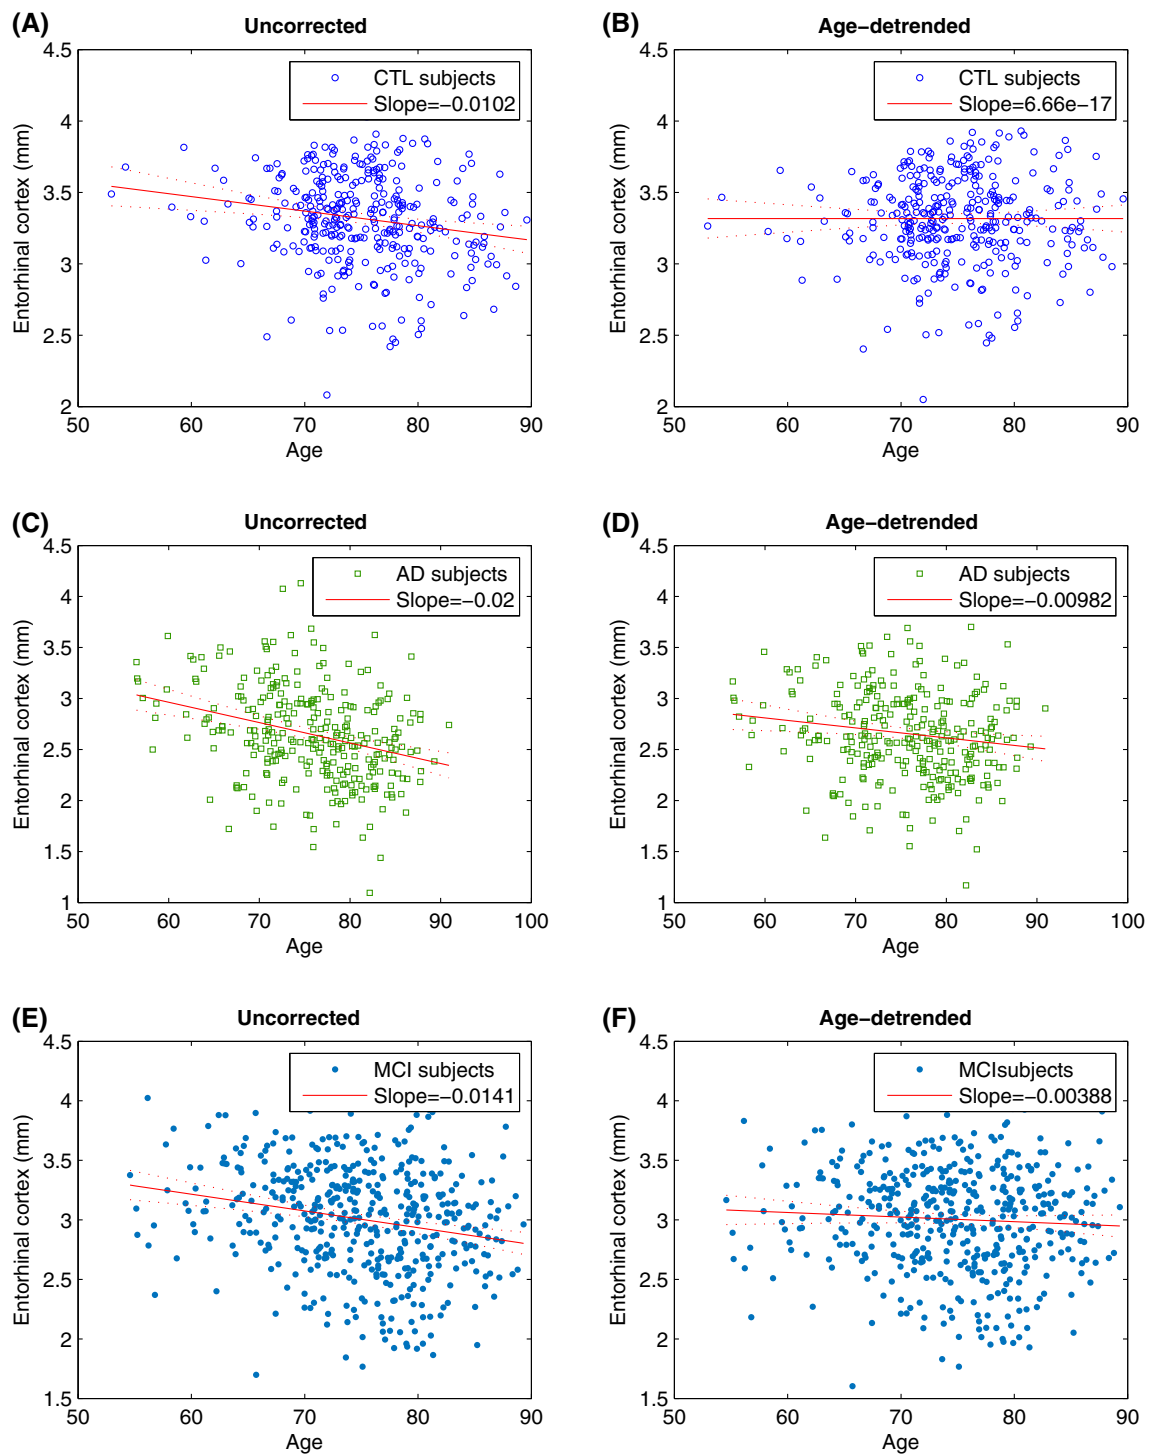 (A)
Uncorrected
4.5
4
3.5
3
2.5
2
Entorhinal cortex (mm)
CTL subjects
Slope=−0.0102
50 60 70 80 90
Age
(B)
Age−detrended
4.5
4
3.5
3
2.5
2
Entorhinal cortex (mm)
CTL subjects
Slope=6.66e−17
50 60 70 80 90
Age
(C)
Uncorrected
4.5
4
3.5
3
2.5
2
1.5
1
Entorhinal cortex (mm)
AD subjects
Slope=−0.02
50 60 70 80 90 100
Age
(D)
Age−detrended
4.5
4
3.5
3
2.5
2
1.5
1
Entorhinal cortex (mm)
AD subjects
Slope=−0.00982
50 60 70 80 90 100
Age
(E)
Uncorrected
4.5
4
3.5
3
2.5
2
1.5
Entorhinal cortex (mm)
MCI subjects
Slope=−0.0141
50 60 70 80 90
Age
(F)
Age−detrended
4.5
4
3.5
3
2.5
2
1.5
Entorhinal cortex (mm)
MCIsubjects
Slope=−0.00388
50 60 70 80 90
Age